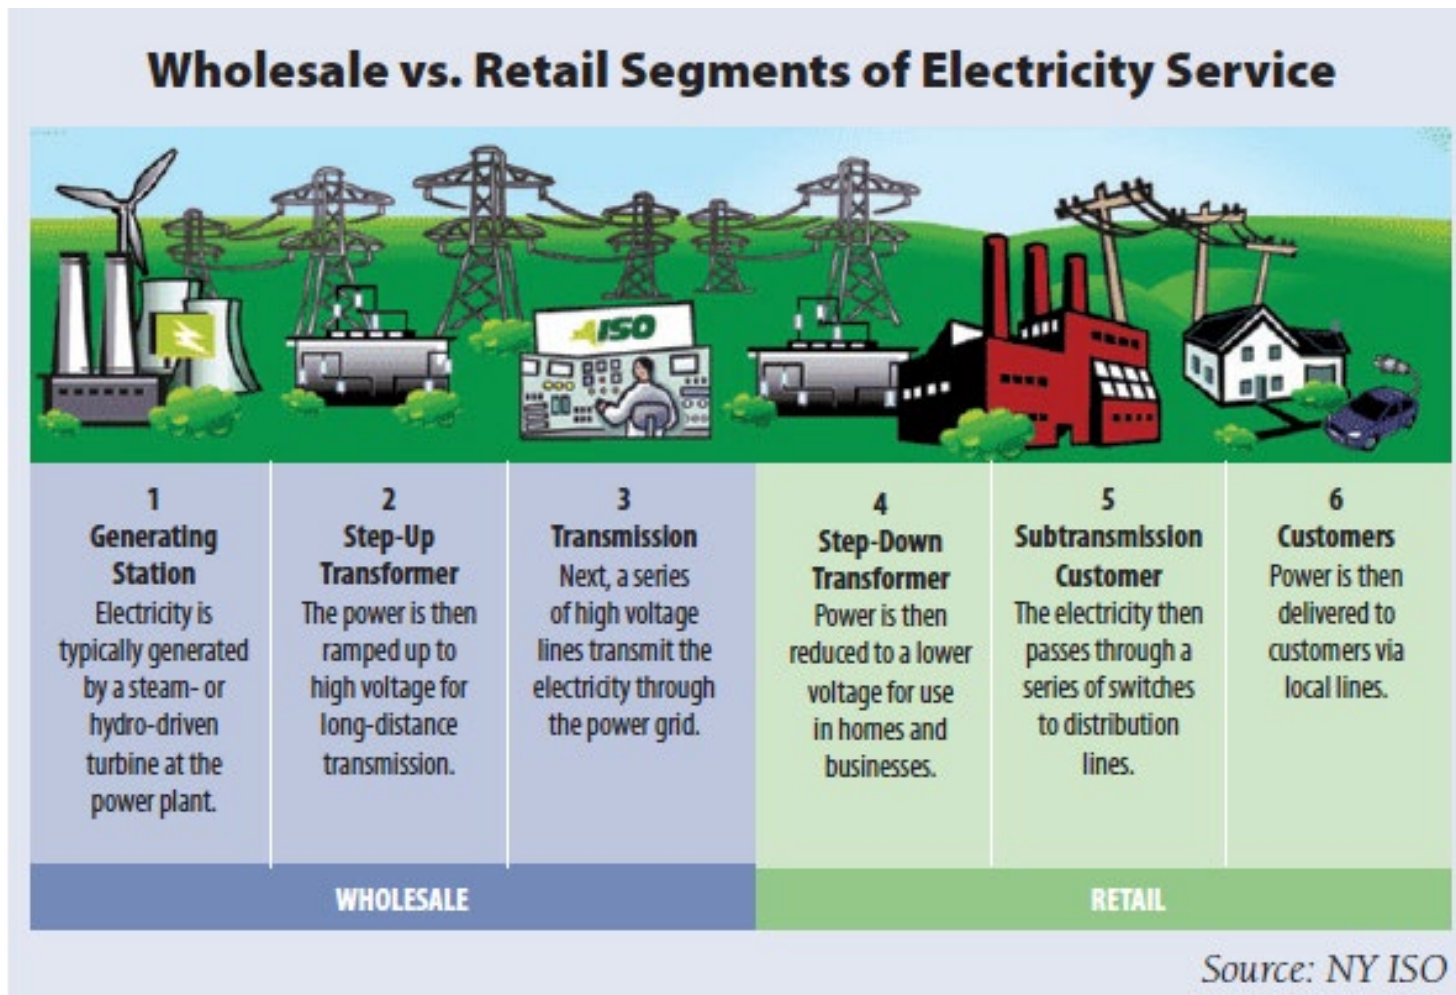 Wholesale vs. Retail Segments of Electricity Service
ISO
1
Generating
Station
Electricity is
typically generated
by a steam- or
hydro-driven
turbine at the
power plant.
2
Step-Up
Transformer
The power is then
ramped up to
high voltage for
long-distance
transmission.
3
Transmission
Next, a series
of high voltage
lines transmit the
electricity through
the power grid.
4
Step-Down
Transformer
Power is then
reduced to a lower
voltage for use
in homes and
businesses.
5
Subtransmission
Customer
The electricity then
passes through a
series of switches
to distribution
lines.
6
Customers
Power is then
delivered to
customers via
local lines.
WHOLESALE
RETAIL
Source: NY ISO